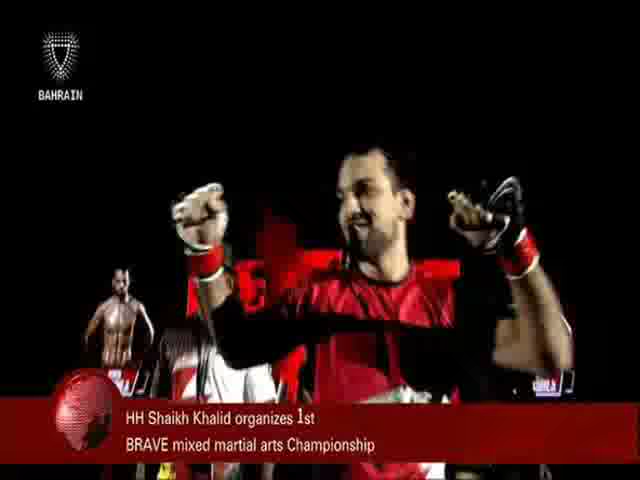 BAHRAIN
HH Shaikh Khalid organizes 1st
BRAVE mixed martial arts Championship